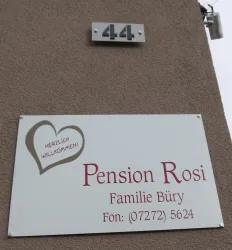 44
HERZLICH
WILLKOMMEN!
Pension Rosi
Familie Büry
Fon: (07272) 5624